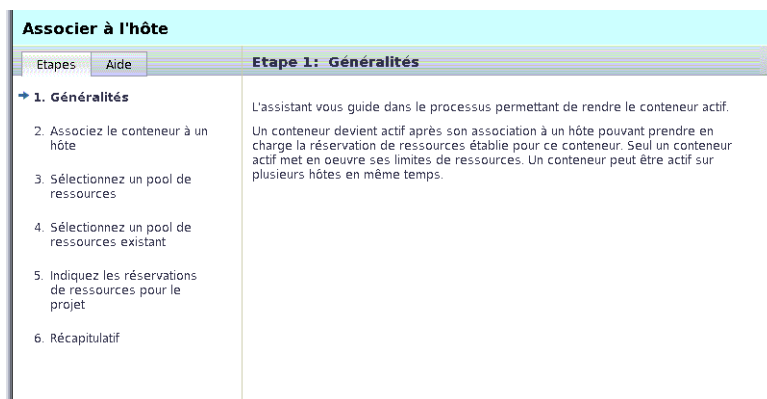 Associer à l'hôte
Etapes
Aide
Etape 1: Généralités
1. Généralités
2. Associez le conteneur à un
hôte
3. Sélectionnez un pool de
ressources
4. Sélectionnez un pool de
ressources existant
5. Indiquez les réservations
de ressources pour le
projet
6. Récapitulatif
L'assistant vous guide dans le processus permettant de rendre le conteneur actif.
Un conteneur devient actif après son association à un hôte pouvant prendre en
charge la réservation de ressources établie pour ce conteneur. Seul un conteneur
actif met en oeuvre ses limites de ressources. Un conteneur peut être actif sur
plusieurs hôtes en même temps.